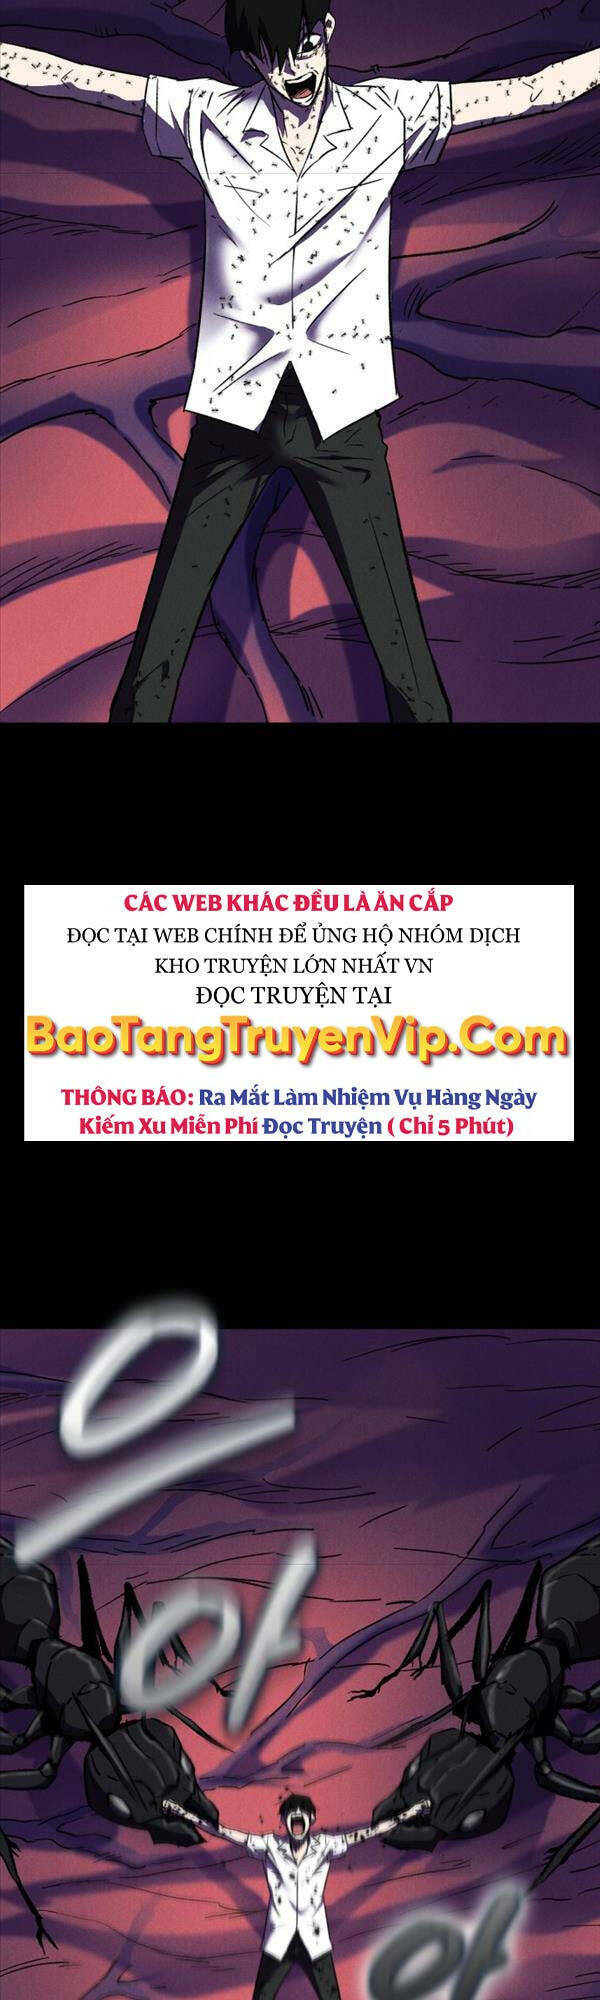 CÁC WEB KHÁC ĐỀU LÀ ĂN CẮP
ĐỌC TẠI WEB CHÍNH ĐỂ ỦNG HỘ NHÓM DỊCH
KHO TRUYỆN LỚN NHẤT VN
ĐỌC TRUYỆN TẠI
BaoTangTruyenVip.Com
THÔNG BÁO: Ra Mắt Làm Nhiệm Vụ Hàng Ngày
Kiếm Xu Miễn Phí Đọc Truyện ( Chỉ 5 Phút)
으
아
아